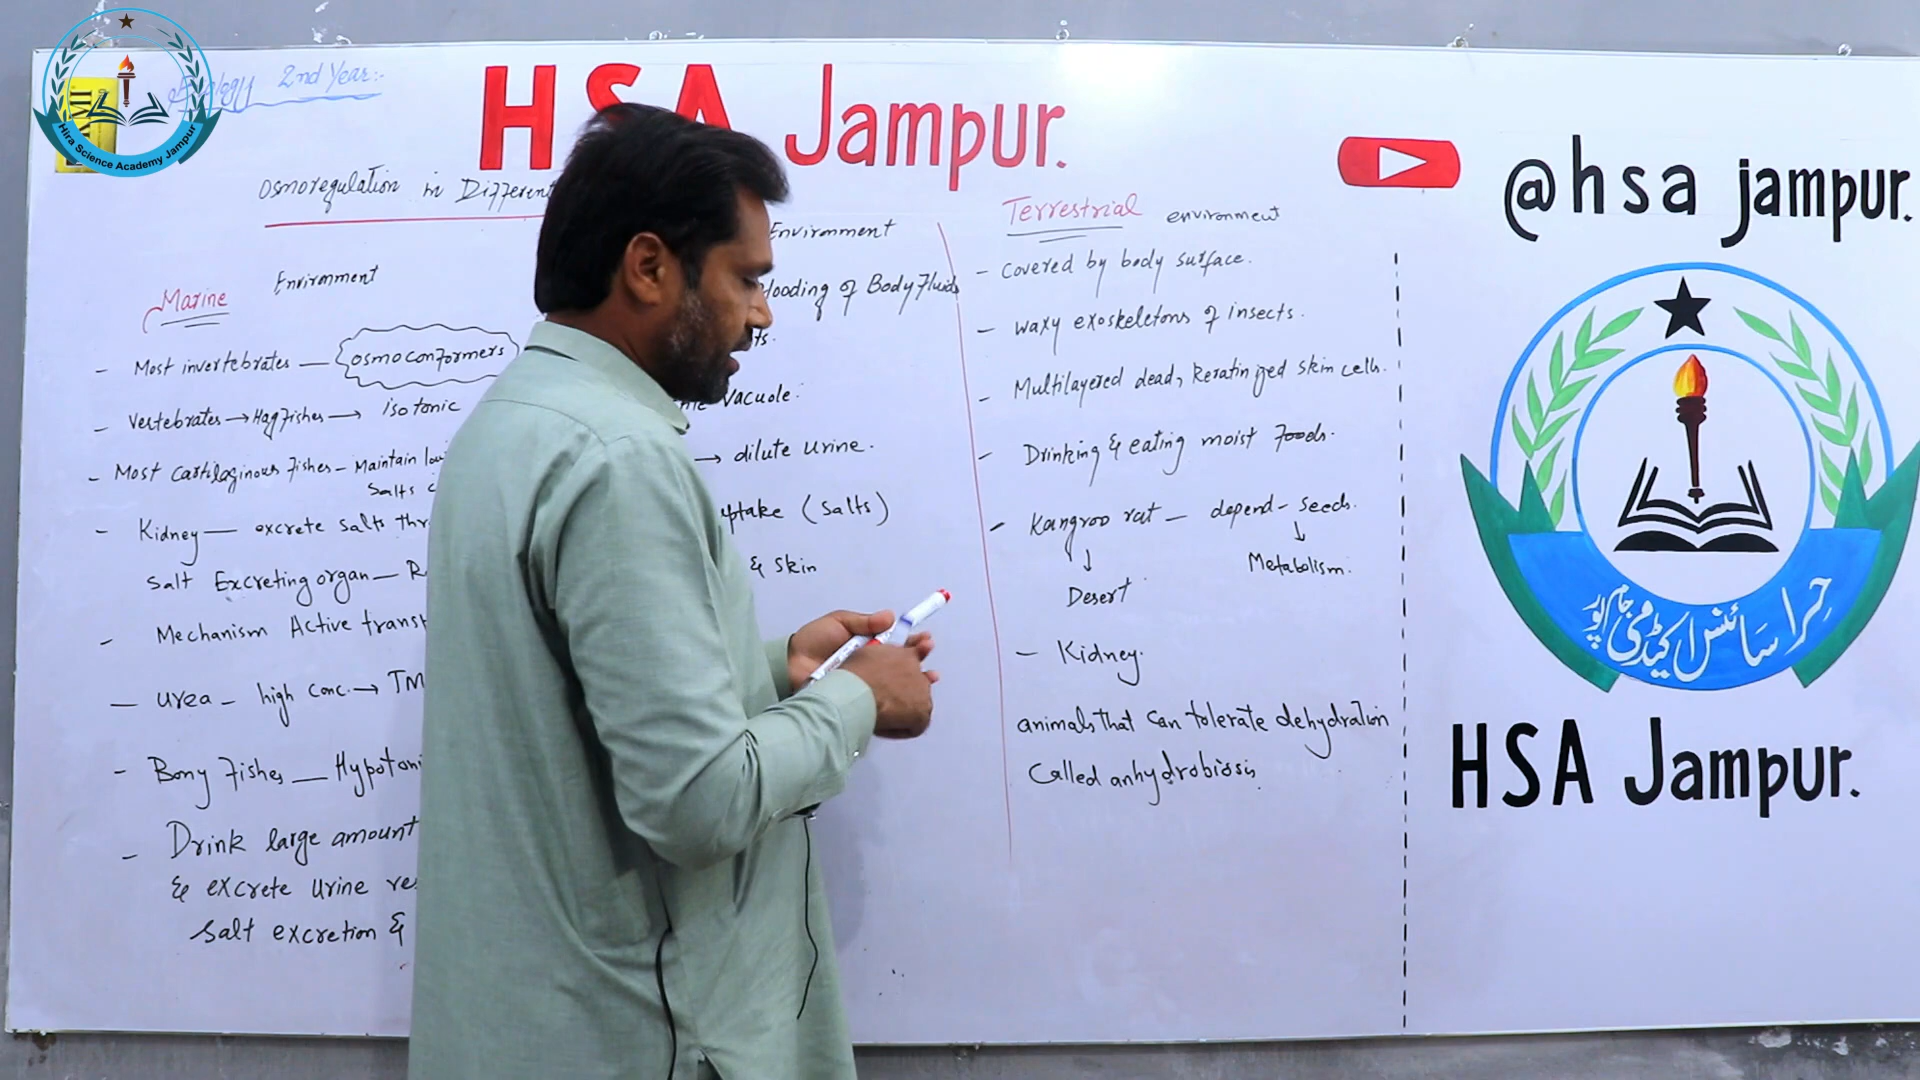 Hira Science Academy Jampur
2nd Year:-
HSA Jampur.
@hsa jampur.
Osmoregulation in Different
Marine Environment
- Most invertebrates — osmoconformers
- Vertebrates → Hagfishes → isotonic
- Most cartilaginous fishes - Maintain
Salts
- Kidney — excrete salts
Salt Excreting organ —
- Mechanism Active
- Urea - high Conc. →
- Bony fishes —
- Drink large amount
& excrete urine
salt excretion &
Environment
flooding of Body Fluids
Vacuole.
→ dilute urine.
uptake (salts)
& skin
Terrestrial environment
- Covered by body surface.
- waxy exoskeletons of insects.
- Multilayered dead, keratinized skin cells.
- Drinking & eating moist foods.
- Kangroo rat - depend - seeds.
↓ ↓
Desert Metabolism.
- Kidney.
animals that can tolerate dehydration
Called anhydrobiosis.
حرا سائنس اکیڈمی جام پور
HSA Jampur.